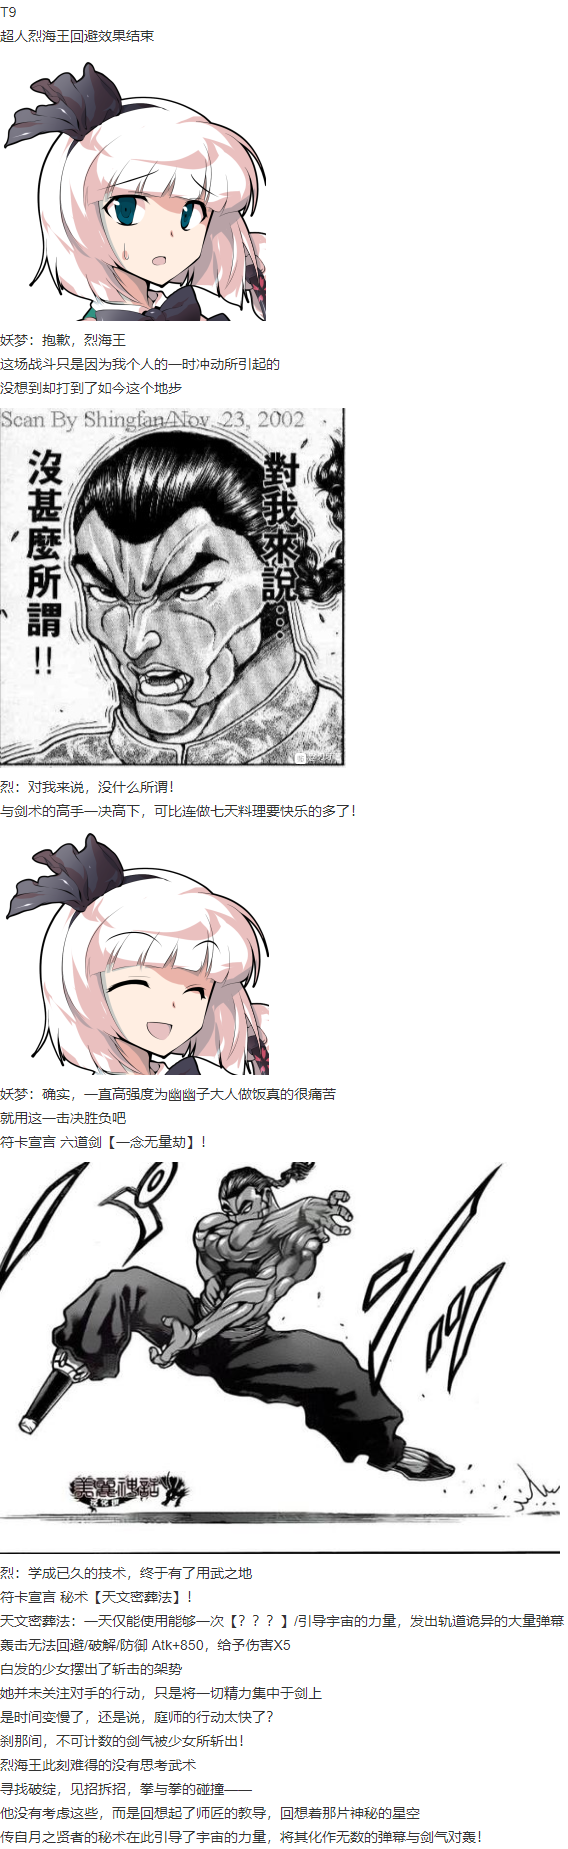 T9
超人烈海王回避效果结束
妖梦：抱歉，烈海王
这场战斗只是因为我个人的一时冲动所引起的
没想到却打到了如今这个地步
Scan By Shingfan/Nov. 23, 2002
對我來說…
沒甚麼所謂!!
烈：对我来说，没什么所谓！
与剑术的高手一决高下，可比连做七天料理要快乐的多了！
妖梦：确实，一直高强度为幽幽子大人做饭真的很痛苦
就用这一击决胜负吧
符卡宣言 六道剑【一念无量劫】！
美麗神話
汉化组
烈：学成已久的技术，终于有了用武之地
符卡宣言 秘术【天文密葬法】！
天文密葬法：一天仅能使用能够一次【？？？】/引导宇宙的力量，发出轨道诡异的大量弹幕
轰击无法回避/破解/防御 Atk+850，给予伤害X5
白发的少女摆出了斩击的架势
她并未关注对手的行动，只是将一切精力集中于剑上
是时间变慢了，还是说，庭师的行动太快了？
刹那间，不可计数的剑气被少女所斩出！
烈海王此刻难得的没有思考武术
寻找破绽，见招拆招，拳与拳的碰撞——
他没有考虑这些，而是回想起了师匠的教导，回想着那片神秘的星空
传自月之贤者的秘术在此引导了宇宙的力量，将其化作无数的弹幕与剑气对轰！